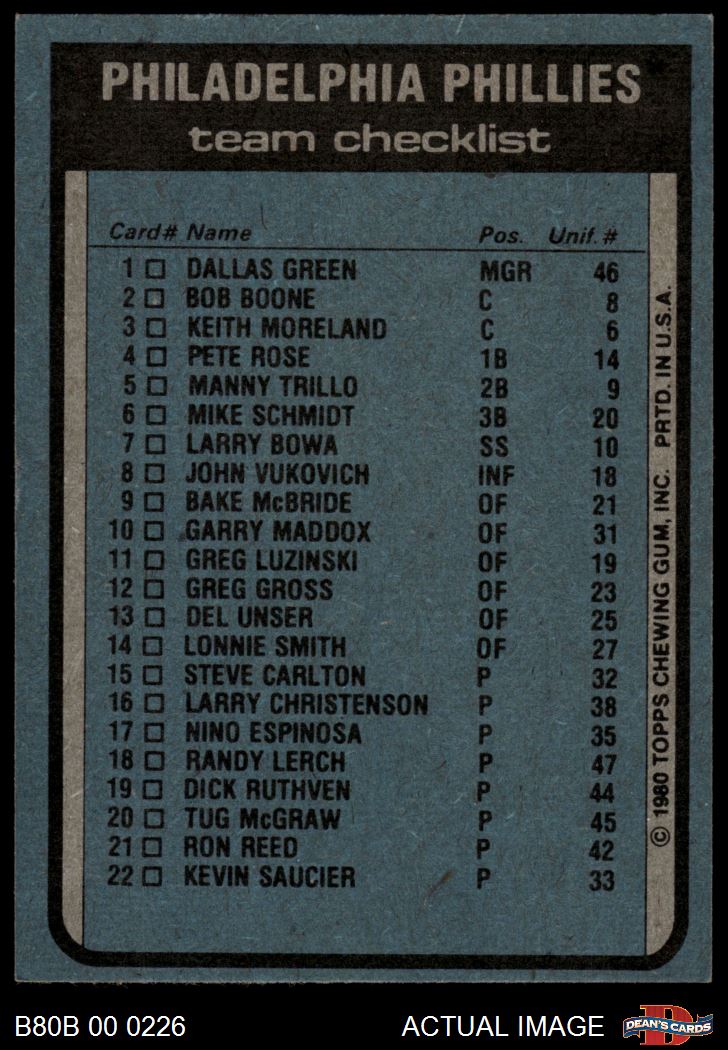 PHILADELPHIA PHILLIES
team checklist
Card# Name Pos. Unif. #
1 DALLAS GREEN MGR 46
2 BOB BOONE C 8
3 KEITH MORELAND C 6
4 PETE ROSE 1B 14
5 MANNY TRILLO 2B 9
6 MIKE SCHMIDT 3B 20
7 LARRY BOWA SS 10
8 JOHN VUKOVICH INF 18
9 BAKE McBRIDE OF 21
10 GARRY MADDOX OF 31
11 GREG LUZINSKI OF 19
12 GREG GROSS OF 23
13 DEL UNSER OF 25
14 LONNIE SMITH OF 27
15 STEVE CARLTON P 32
16 LARRY CHRISTENSON P 38
17 NINO ESPINOSA P 35
18 RANDY LERCH P 47
19 DICK RUTHVEN P 44
20 TUG McGRAW P 45
21 RON REED P 42
22 KEVIN SAUCIER P 33
© 1980 TOPPS CHEWING GUM, INC. PRTD. IN U.S.A.
B80B 00 0226 ACTUAL IMAGE
D
DEAN'S CARDS